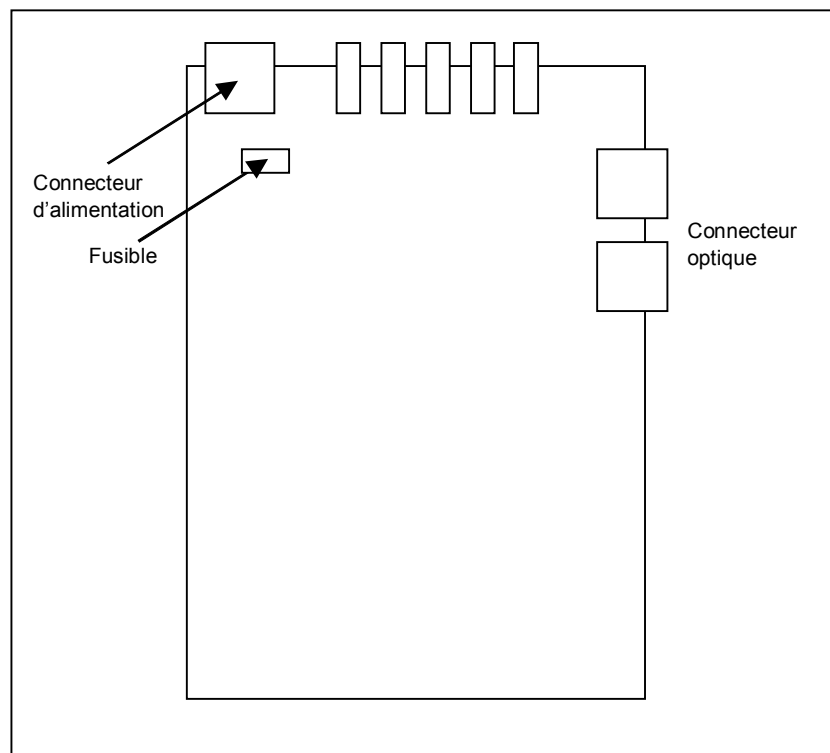 Connecteur
d’alimentation
Fusible
Connecteur
optique